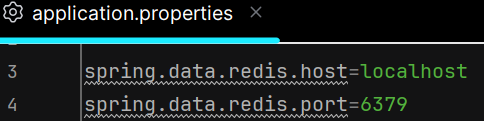 application.properties
3 spring.data.redis.host=localhost
4 spring.data.redis.port=6379